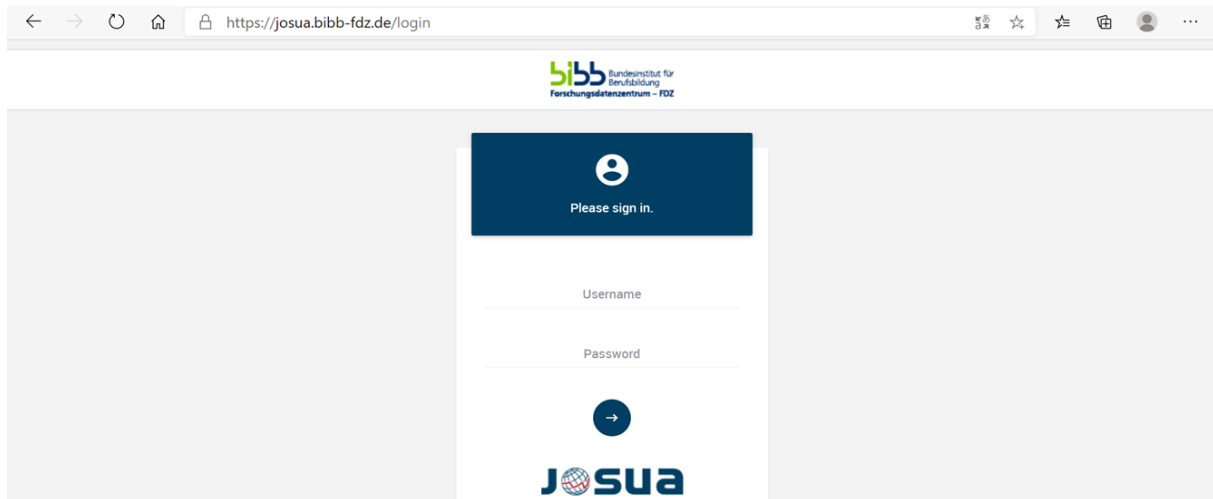 https://josua.bibb-fdz.de/login
bibb Bundesinstitut für
Berufsbildung
Forschungsdatenzentrum – FDZ
Please sign in.
Username
Password
JOSUA